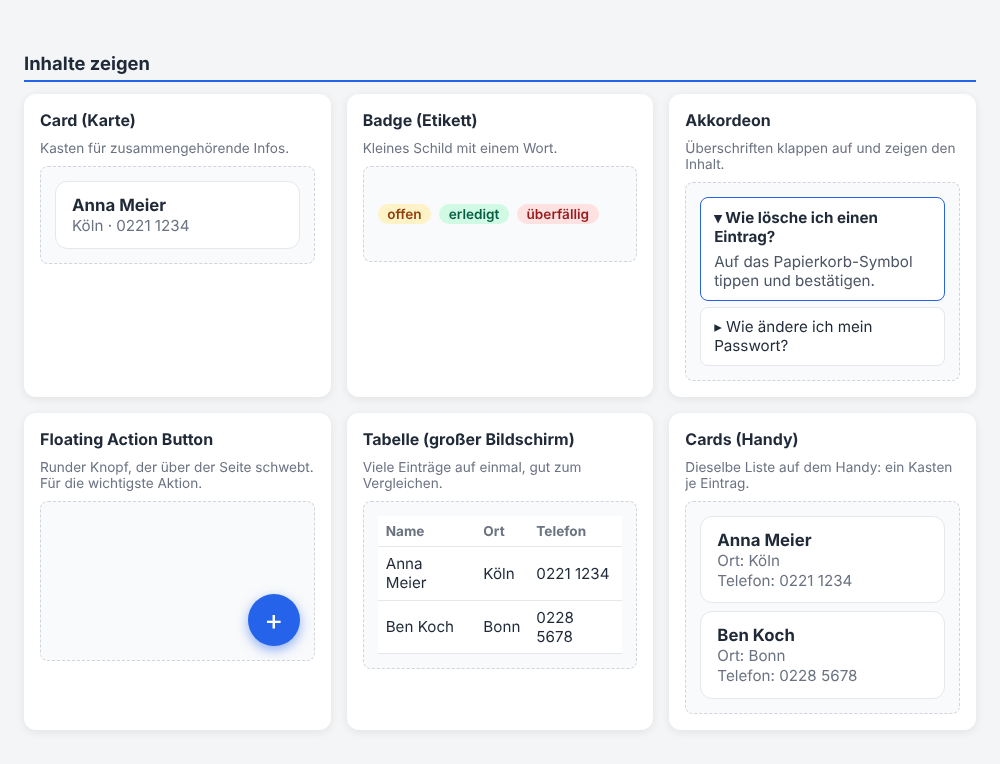 Inhalte zeigen
Card (Karte)
Kasten für zusammengehörende Infos.
Anna Meier
Köln · 0221 1234
Badge (Etikett)
Kleines Schild mit einem Wort.
offen erledigt überfällig
Akkordeon
Überschriften klappen auf und zeigen den
Inhalt.
▾ Wie lösche ich einen
Eintrag?
Auf das Papierkorb-Symbol
tippen und bestätigen.
▸ Wie ändere ich mein
Passwort?
Floating Action Button
Runder Knopf, der über der Seite schwebt.
Für die wichtigste Aktion.
+
Tabelle (großer Bildschirm)
Viele Einträge auf einmal, gut zum
Vergleichen.
Name Ort Telefon
Anna
Meier Köln 0221 1234
Ben Koch Bonn 0228
5678
Cards (Handy)
Dieselbe Liste auf dem Handy: ein Kasten
je Eintrag.
Anna Meier
Ort: Köln
Telefon: 0221 1234
Ben Koch
Ort: Bonn
Telefon: 0228 5678